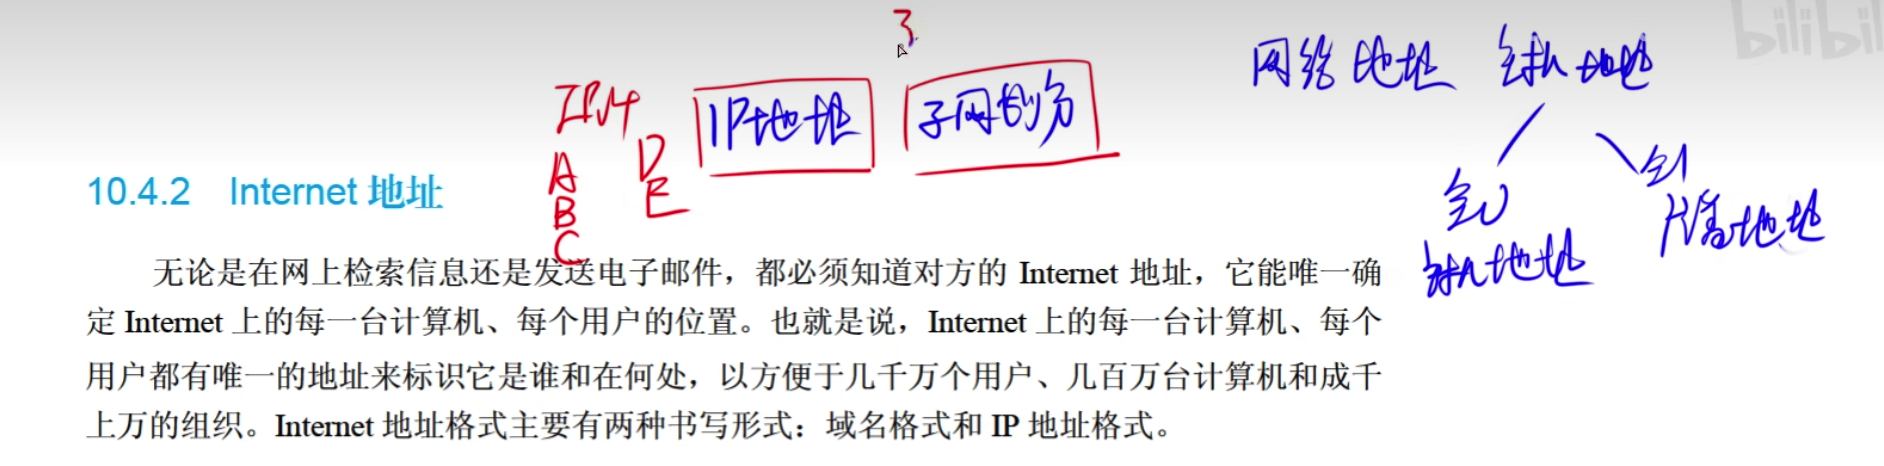 bilibil
3
网络地址 主机地址
IPV4 IP地址 子网划分
A D
B E
C
全0 全1
主机地址 广播地址
10.4.2 Internet 地址
无论是在网上检索信息还是发送电子邮件，都必须知道对方的 Internet 地址，它能唯一确
定 Internet 上的每一台计算机、每个用户的位置。也就是说，Internet 上的每一台计算机、每个
用户都有唯一的地址来标识它是谁和在何处，以方便于几千万个用户、几百万台计算机和成千
上万的组织。Internet 地址格式主要有两种书写形式：域名格式和 IP 地址格式。